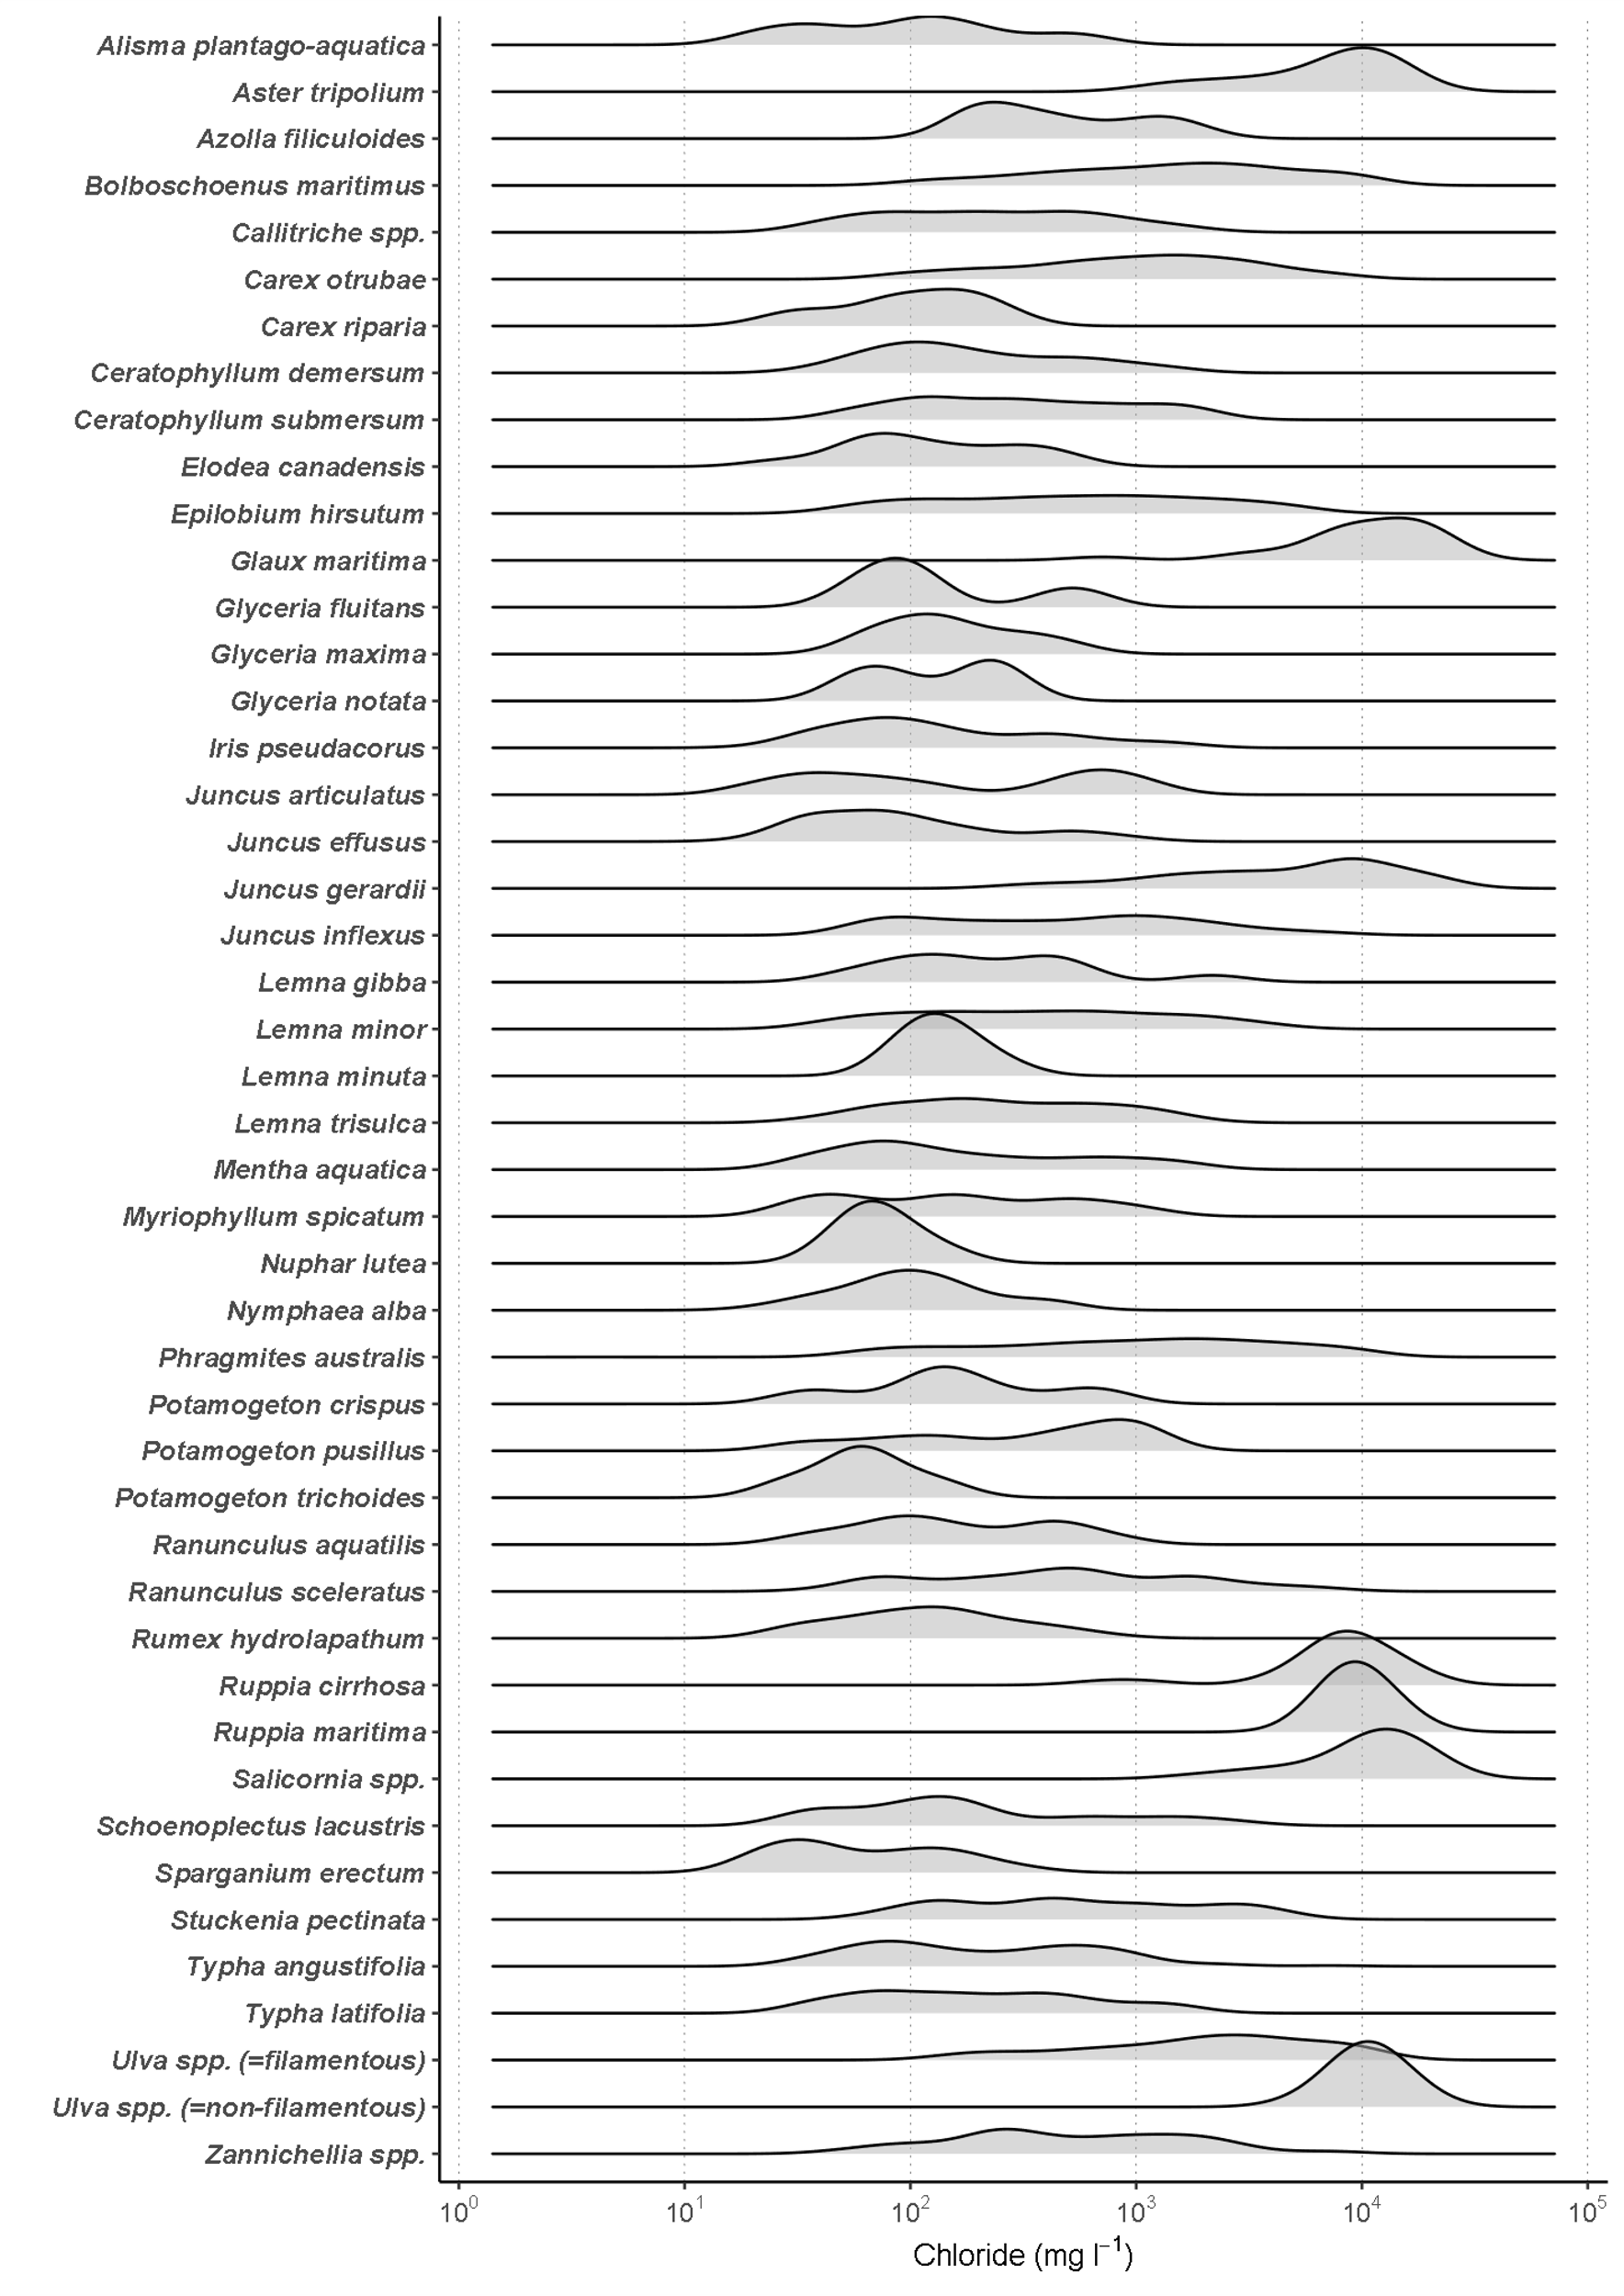 Alisma plantago-aquatica
Aster tripolium
Azolla filiculoides
Bolboschoenus maritimus
Callitriche spp.
Carex otrubae
Carex riparia
Ceratophyllum demersum
Ceratophyllum submersum
Elodea canadensis
Epilobium hirsutum
Glaux maritima
Glyceria fluitans
Glyceria maxima
Glyceria notata
Iris pseudacorus
Juncus articulatus
Juncus effusus
Juncus gerardii
Juncus inflexus
Lemna gibba
Lemna minor
Lemna minuta
Lemna trisulca
Mentha aquatica
Myriophyllum spicatum
Nuphar lutea
Nymphaea alba
Phragmites australis
Potamogeton crispus
Potamogeton pusillus
Potamogeton trichoides
Ranunculus aquatilis
Ranunculus sceleratus
Rumex hydrolapathum
Ruppia cirrhosa
Ruppia maritima
Salicornia spp.
Schoenoplectus lacustris
Sparganium erectum
Stuckenia pectinata
Typha angustifolia
Typha latifolia
Ulva spp. (=filamentous)
Ulva spp. (=non-filamentous)
Zannichellia spp.
10⁰ 10¹ 10² 10³ 10⁴ 10⁵
Chloride (mg l⁻¹)